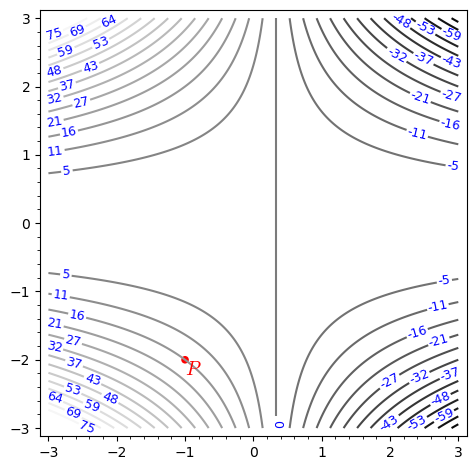 3
75 69 64 -48 -53 -59
59 53 -32 -37 -43
48 43
37
2
32 27 -21 -27
21
16 -11 -16
1
11
5 -5
0
5 -5
−1
11 -11
16 -16
21 -21
−2
32 27 P
37 43 -27 -32 -37
53 48
64 59 -48
69 -43 -53 -59
75 0
−3
−3 −2 −1 0 1 2 3